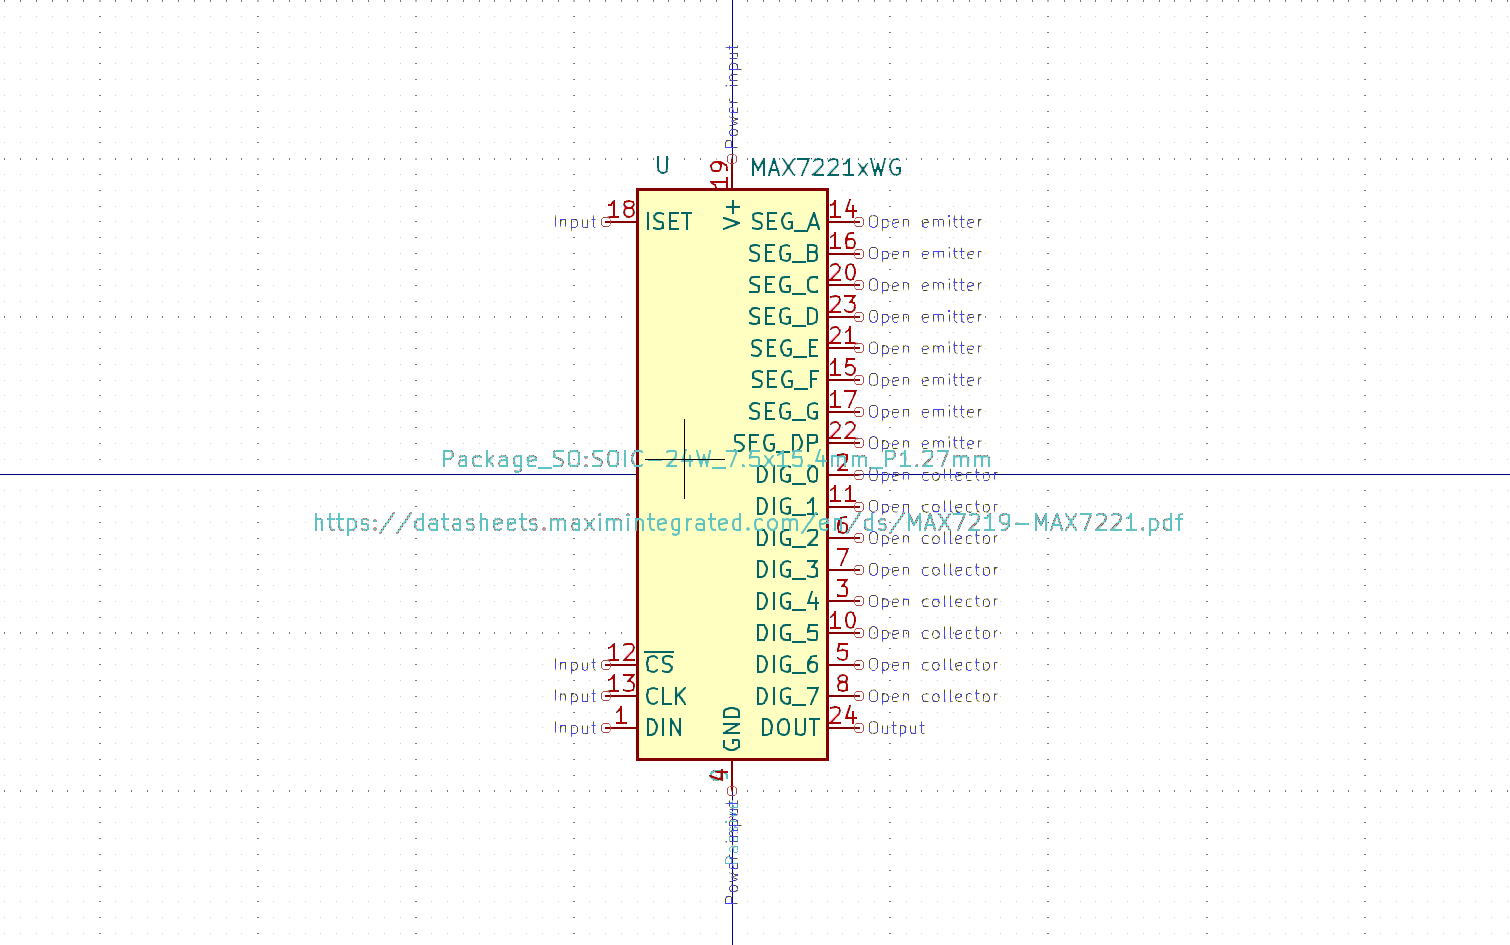 Power input
19
U
MAX7221xWG
V+
Input 18 ISET
SEG_A 14 Open emitter
SEG_B 16 Open emitter
SEG_C 20 Open emitter
SEG_D 23 Open emitter
SEG_E 21 Open emitter
SEG_F 15 Open emitter
SEG_G 17 Open emitter
SEG_DP 22 Open emitter
Package_SO:SOIC-24W_7.5x15.4mm_P1.27mm
DIG_0 2 Open collector
DIG_1 11 Open collector
https://datasheets.maximintegrated.com/en/ds/MAX7219-MAX7221.pdf
DIG_2 6 Open collector
DIG_3 7 Open collector
DIG_4 3 Open collector
DIG_5 10 Open collector
Input 12 CS
DIG_6 5 Open collector
Input 13 CLK
DIG_7 8 Open collector
Input 1 DIN
DOUT 24 Output
GND
4
Power input